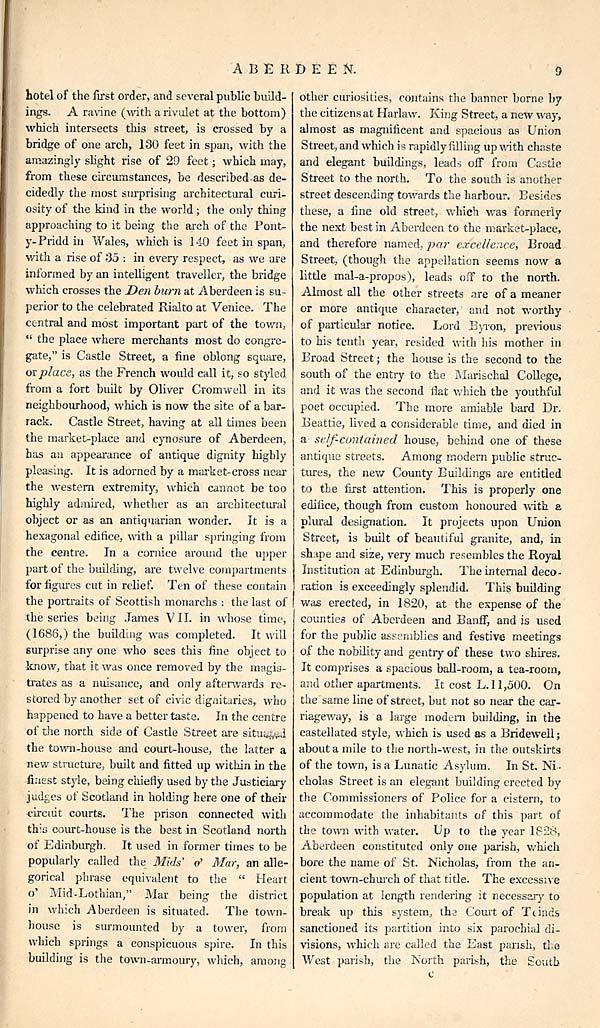 ABERDEEN.
9
hotel of the first order, and several public build-
ings. A ravine (with a rivulet at the bottom)
which intersects this street, is crossed by a
bridge of one arch, 130 feet in span, with the
amazingly slight rise of 29 feet; which may,
from these circumstances, be described as de-
cidedly the most surprising architectural curi-
osity of the kind in the world; the only thing
approaching to it being the arch of the Pont-
y-Pridd in Wales, which is 140 feet in span,
with a rise of 35: in every respect, as we are
informed by an intelligent traveller, the bridge
which crosses the Den burn at Aberdeen is su-
perior to the celebrated Rialto at Venice. The
central and most important part of the town,
“ the place where merchants most do congre-
gate,” is Castle Street, a fine oblong square,
or place, as the French would call it, so styled
from a fort built by Oliver Cromwell in its
neighbourhood, which is now the site of a bar-
rack. Castle Street, having at all times been
the market-place and cynosure of Aberdeen,
has an appearance of antique dignity highly
pleasing. It is adorned by a market-cross near
the western extremity, which cannot be too
highly admired, whether as an architectural
object or as an antiquarian wonder. It is a
hexagonal edifice, with a pillar springing from
the centre. In a cornice around the upper
part of the building, are twelve compartments
for figures cut in relief. Ten of these contain
the portraits of Scottish monarchs: the last of
the series being James VII. in whose time,
(1686,) the building was completed. It will
surprise any one who sees this fine object to
know, that it was once removed by the magis-
trates as a nuisance, and only afterwards re-
stored by another set of civic dignitaries, who
happened to have a better taste. In the centre
of the north side of Castle Street are situated
the town-house and court-house, the latter a
new structure, built and fitted up within in the
finest style, being chiefly used by the Justiciary
judges of Scotland in holding here one of their
circuit courts. The prison connected with
this court-house is the best in Scotland north
of Edinburgh. It used in former times to be
popularly called the Mids' o' Mar, an alle-
gorical phrase equivalent to the “ Heart
o' Mid-Lothian,” Mar being the district
in which Aberdeen is situated. The town-
house is surmounted by a tower, from
which springs a conspicuous spire. In this
building is the town-armoury, which, among
other curiosities, contains the banner borne by
the citizens at Harlaw. King Street, a new way,
almost as magnificent and spacious as Union
Street, and which is rapidly filling up with chaste
and elegant buildings, leads off from Castle
Street to the north. To the south is another
street descending towards the harbour. Besides
these, a fine old street, which was formerly
the next best in Aberdeen to the market-place,
and therefore named, par excellence, Broad
Street, (though the appellation seems now a
little mal-a-propos), leads off to the north.
Almost all the other streets are of a meaner
or more antique character, and not worthy
of particular notice. Lord Byron, previous
to his tenth year, resided with his mother in
Broad Street; the house is the second to the
south of the entry to the Marischal College,
and it was the second flat which the youthful
poet occupied. The more amiable bard Dr.
Beattie, lived a considerable time, and died in
a self-contained house, behind one of these
antique streets. Among modern public struc-
tures, the new County Buildings are entitled
to the first attention. This is properly one
edifice, though from custom honoured with a
plural designation. It projects upon Union
Street, is built of beautiful granite, and, in
shape and size, very much resembles the Royal
Institution at Edinburgh. The internal deco-
ration is exceedingly splendid. This building
was erected, in 1820, at the expense of the
counties of Aberdeen and Banff, and is used
for the public assemblies and festive meetings
of the nobility and gentry of these two shires.
It comprises a spacious ball-room, a tea-room,
and other apartments. It cost L.11,500. On
the same line of street, but not so near the car-
riageway, is a large modern building, in the
castellated style, which is used as a Bridewell;
about a mile to the north-west, in the outskirts
of the town, is a Lunatic Asylum. In St. Ni-
cholas Street is an elegant building erected by
the Commissioners of Police for a cistern, to
accommodate the inhabitants of this part of
the town with water. Up to the year 1828,
Aberdeen constituted only one parish, which
bore the name of St. Nicholas, from the an-
cient town-church of that title. The excessive
population at length rendering it necessary to
break up this system, the Court of Teinds
sanctioned its partition into six parochial di-
visions, which are called the East parish, the
West parish, the North parish, the South
C